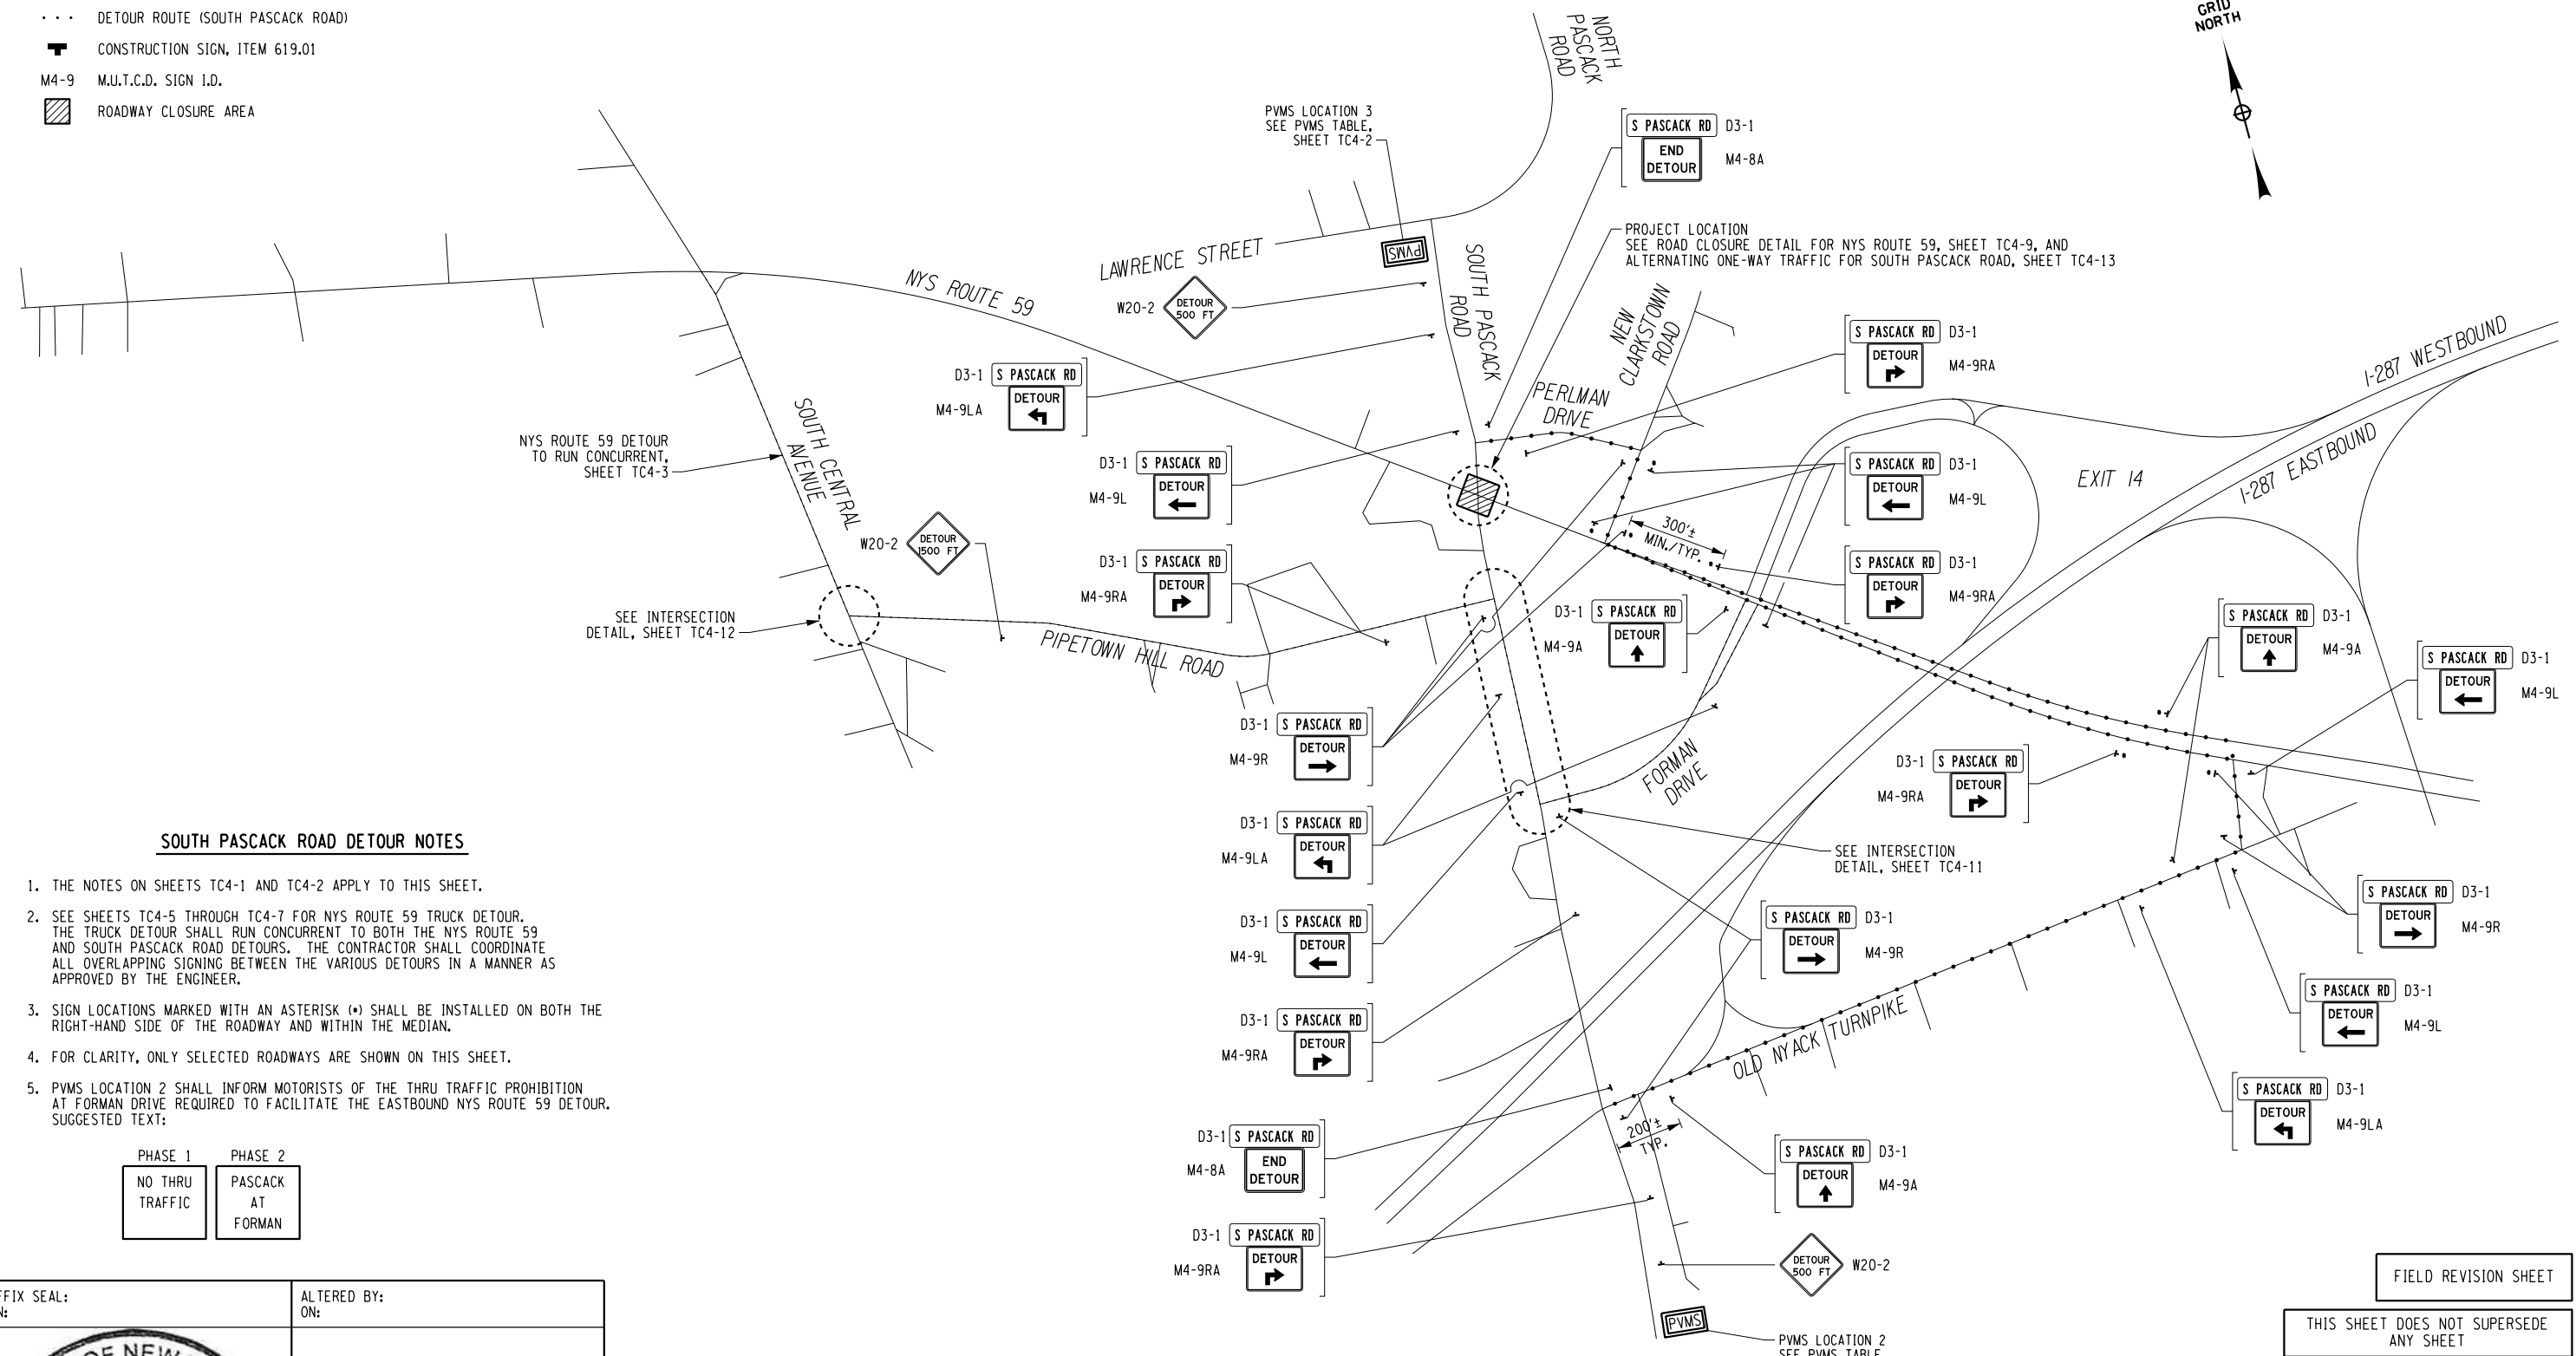 · · · DETOUR ROUTE (SOUTH PASCACK ROAD)
CONSTRUCTION SIGN, ITEM 619.01
M4-9 M.U.T.C.D. SIGN I.D.
ROADWAY CLOSURE AREA
GRID
NORTH
NORTH
PASCACK
ROAD
PVMS LOCATION 3
SEE PVMS TABLE,
SHEET TC4-2
PVMS
S PASCACK RD D3-1
END
DETOUR
M4-8A
PROJECT LOCATION
SEE ROAD CLOSURE DETAIL FOR NYS ROUTE 59, SHEET TC4-9, AND
ALTERNATING ONE-WAY TRAFFIC FOR SOUTH PASCACK ROAD, SHEET TC4-13
LAWRENCE STREET
NYS ROUTE 59
W20-2
DETOUR
500 FT
SOUTH PASCACK
ROAD
NEW
CLARKSTOWN
ROAD
PERLMAN
DRIVE
S PASCACK RD D3-1
DETOUR
M4-9RA
I-287 WESTBOUND
I-287 EASTBOUND
EXIT 14
D3-1 S PASCACK RD
M4-9LA
DETOUR
SOUTH CENTRAL
AVENUE
NYS ROUTE 59 DETOUR
TO RUN CONCURRENT,
SHEET TC4-3
D3-1 S PASCACK RD
M4-9L
DETOUR
S PASCACK RD D3-1
DETOUR
M4-9L
300'±
MIN./TYP.
W20-2
DETOUR
1500 FT
D3-1 S PASCACK RD
M4-9RA
DETOUR
S PASCACK RD D3-1
DETOUR
M4-9RA
SEE INTERSECTION
DETAIL, SHEET TC4-12
PIPETOWN HILL ROAD
D3-1 S PASCACK RD
M4-9A
DETOUR
S PASCACK RD D3-1
DETOUR
M4-9A
S PASCACK RD D3-1
DETOUR
M4-9L
D3-1 S PASCACK RD
M4-9R
DETOUR
FORMAN
DRIVE
D3-1 S PASCACK RD
M4-9RA
DETOUR
D3-1 S PASCACK RD
M4-9LA
DETOUR
SEE INTERSECTION
DETAIL, SHEET TC4-11
S PASCACK RD D3-1
DETOUR
M4-9R
D3-1 S PASCACK RD
M4-9L
DETOUR
S PASCACK RD D3-1
DETOUR
M4-9R
S PASCACK RD D3-1
DETOUR
M4-9L
D3-1 S PASCACK RD
M4-9RA
DETOUR
OLD NYACK TURNPIKE
S PASCACK RD D3-1
DETOUR
M4-9LA
D3-1 S PASCACK RD
M4-8A
END
DETOUR
200'±
TYP.
S PASCACK RD D3-1
DETOUR
M4-9A
D3-1 S PASCACK RD
M4-9RA
DETOUR
DETOUR
500 FT
W20-2
PVMS
PVMS LOCATION 2
SEE PVMS TABLE
SOUTH PASCACK ROAD DETOUR NOTES
1. THE NOTES ON SHEETS TC4-1 AND TC4-2 APPLY TO THIS SHEET.
2. SEE SHEETS TC4-5 THROUGH TC4-7 FOR NYS ROUTE 59 TRUCK DETOUR.
THE TRUCK DETOUR SHALL RUN CONCURRENT TO BOTH THE NYS ROUTE 59
AND SOUTH PASCACK ROAD DETOURS. THE CONTRACTOR SHALL COORDINATE
ALL OVERLAPPING SIGNING BETWEEN THE VARIOUS DETOURS IN A MANNER AS
APPROVED BY THE ENGINEER.
3. SIGN LOCATIONS MARKED WITH AN ASTERISK (*) SHALL BE INSTALLED ON BOTH THE
RIGHT-HAND SIDE OF THE ROADWAY AND WITHIN THE MEDIAN.
4. FOR CLARITY, ONLY SELECTED ROADWAYS ARE SHOWN ON THIS SHEET.
5. PVMS LOCATION 2 SHALL INFORM MOTORISTS OF THE THRU TRAFFIC PROHIBITION
AT FORMAN DRIVE REQUIRED TO FACILITATE THE EASTBOUND NYS ROUTE 59 DETOUR.
SUGGESTED TEXT:
PHASE 1 PHASE 2
NO THRU
TRAFFIC
PASCACK
AT
FORMAN
FFIX SEAL:
N:
ALTERED BY:
ON:
OF NEW
FIELD REVISION SHEET
THIS SHEET DOES NOT SUPERSEDE
ANY SHEET